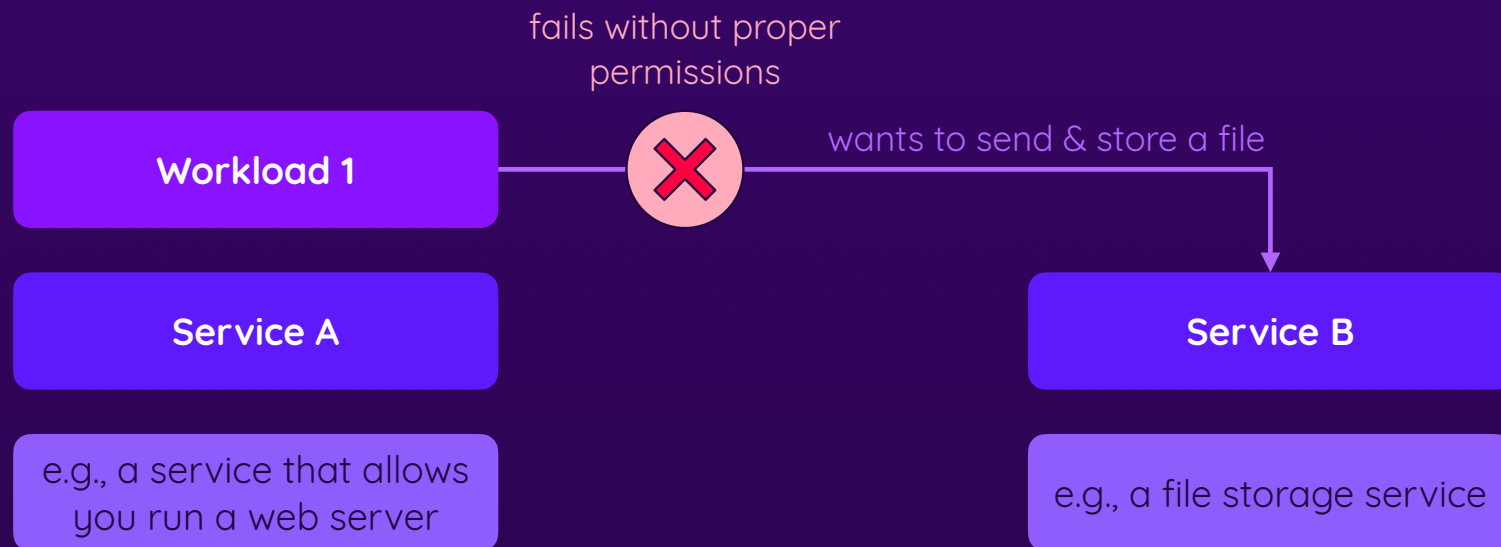 fails without proper
permissions
Workload 1
wants to send & store a file
Service A
Service B
e.g., a service that allows
you run a web server
e.g., a file storage service